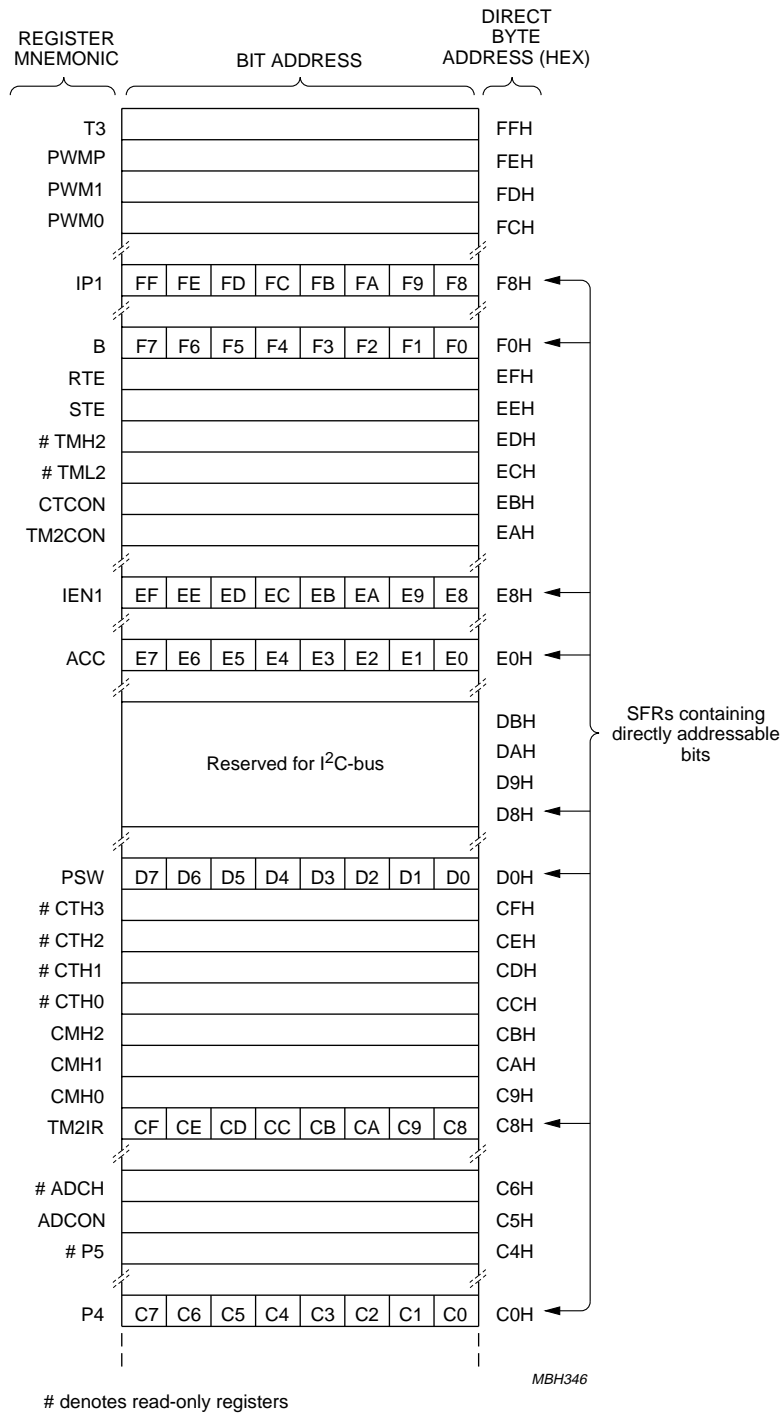 REGISTER
MNEMONIC
BIT ADDRESS
DIRECT
BYTE
ADDRESS (HEX)
T3 FFH
PWMP FEH
PWM1 FDH
PWM0 FCH
IP1 FF FE FD FC FB FA F9 F8 F8H
B F7 F6 F5 F4 F3 F2 F1 F0 F0H
RTE EFH
STE EEH
# TMH2 EDH
# TML2 ECH
CTCON EBH
TM2CON EAH
IEN1 EF EE ED EC EB EA E9 E8 E8H
ACC E7 E6 E5 E4 E3 E2 E1 E0 E0H
DBH
DAH
Reserved for I2C-bus
D9H
D8H
SFRs containing
directly addressable
bits
PSW D7 D6 D5 D4 D3 D2 D1 D0 D0H
# CTH3 CFH
# CTH2 CEH
# CTH1 CDH
# CTH0 CCH
CMH2 CBH
CMH1 CAH
CMH0 C9H
TM2IR CF CE CD CC CB CA C9 C8 C8H
# ADCH C6H
ADCON C5H
# P5 C4H
P4 C7 C6 C5 C4 C3 C2 C1 C0 C0H
MBH346
# denotes read-only registers